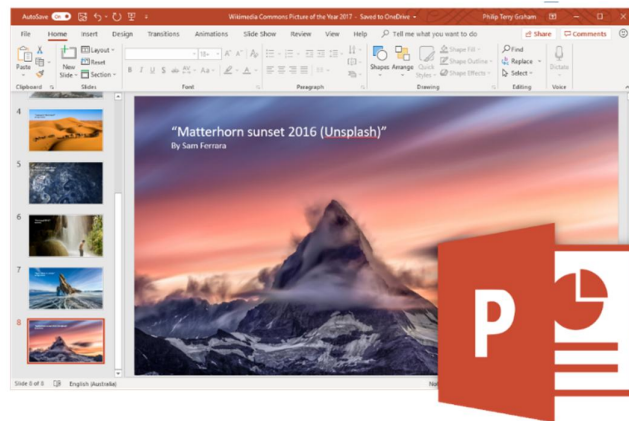 AutoSave On
Wikimedia Commons Picture of the Year 2017 - Saved to OneDrive
Philip Terry Graham
File Home Insert Design Transitions Animations Slide Show Review View Help Tell me what you want to do
Share Comments
Paste
New
Slide
Layout
Reset
Section
Shapes Arrange Quick
Styles
Shape Fill
Shape Outline
Shape Effects
Find
Replace
Select
Dictate
Clipboard Slides Font Paragraph Drawing Editing Voice
4
5
6
7
8
“Matterhorn sunset 2016 (Unsplash)”
By Sam Ferrara
P
Slide 8 of 8 English (Australia)